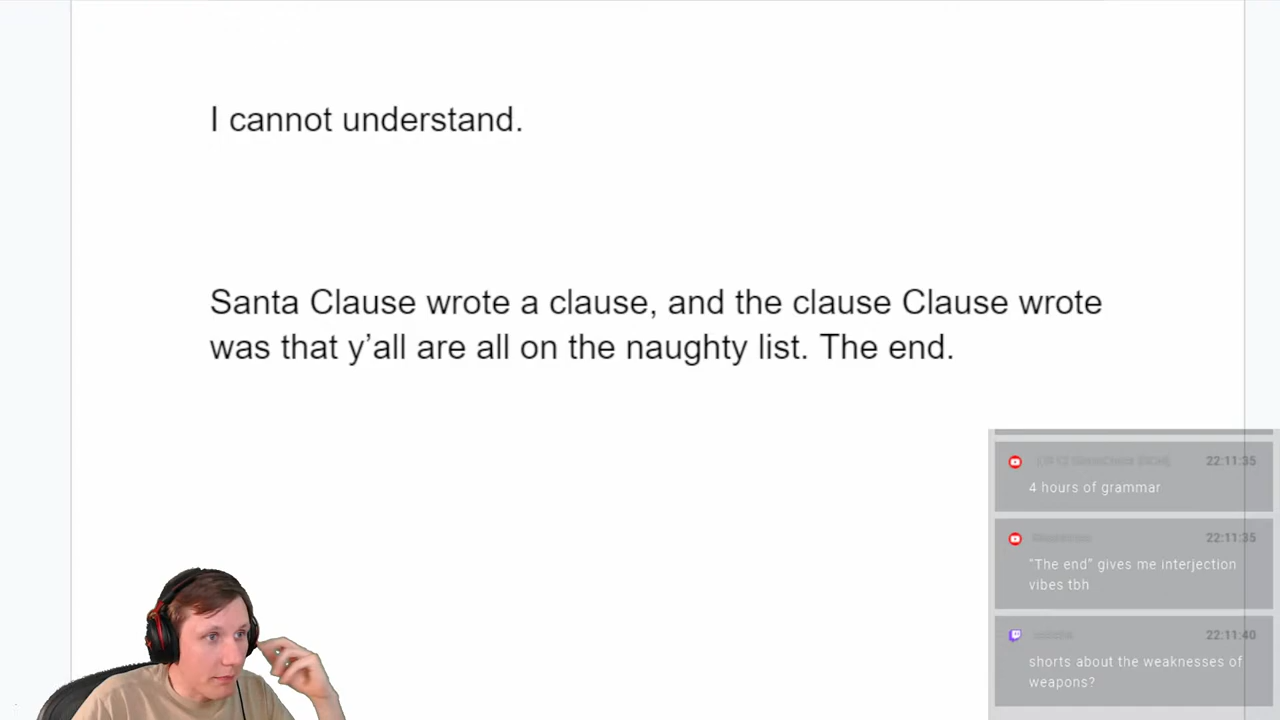 I cannot understand.
Santa Clause wrote a clause, and the clause Clause wrote
was that y’all are all on the naughty list. The end.
22:11:35
4 hours of grammar
22:11:35
“The end” gives me interjection
vibes tbh
22:11:40
shorts about the weaknesses of
weapons?